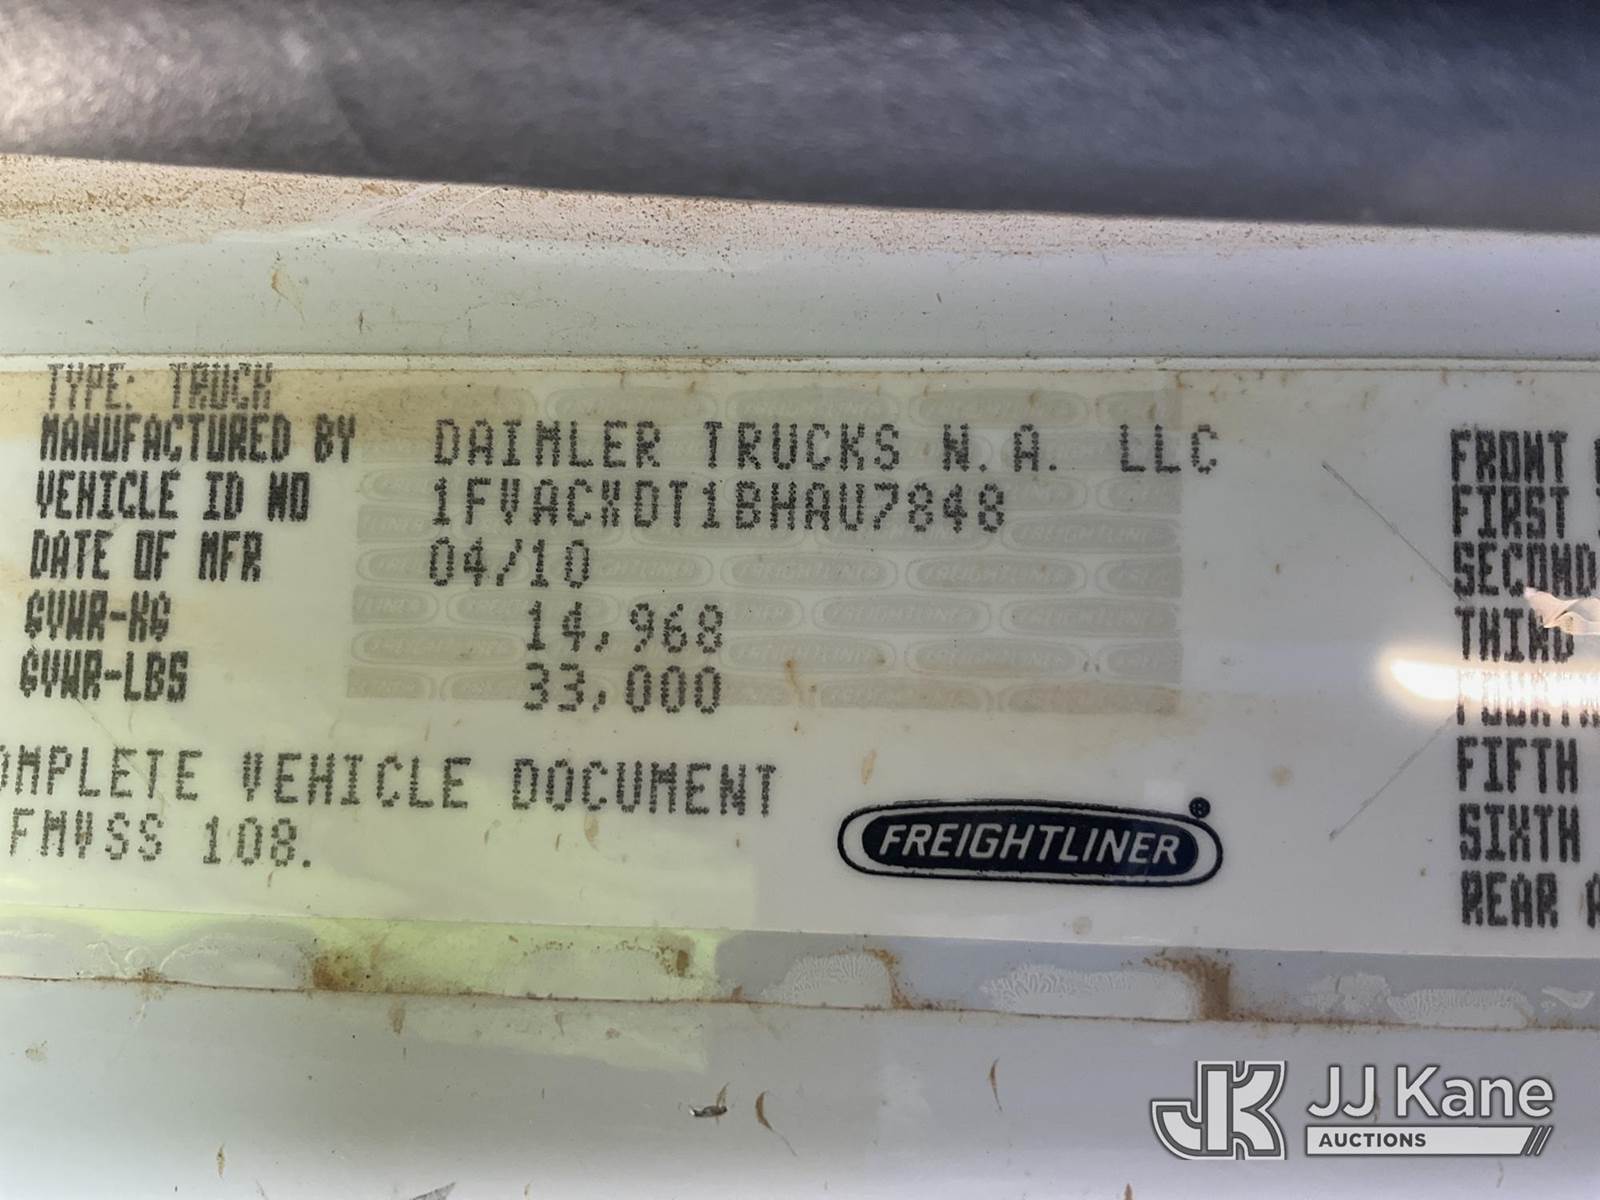 TYPE: TRUCK
MANUFACTURED BY DAIMLER TRUCKS N.A. LLC
VEHICLE ID NO 1FVACXDT1BHAU7848
DATE OF MFR 04/10
GVWR-KG 14,968
GVWR-LBS 33,000
OMPLETE VEHICLE DOCUMENT
FMVSS 108.
FREIGHTLINER®
FRONT
FIRST
SECOND
THIRD
FOURTH
FIFTH
SIXTH
REAR A
JK JJ Kane
AUCTIONS